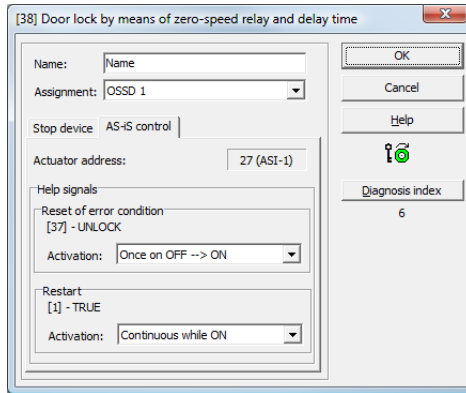 [38] Door lock by means of zero-speed relay and delay time
Name: Name
OK
Assignment: OSSD 1
Cancel
Stop device AS-iS control
Help
Actuator address: 27 (ASI-1)
Help signals
Diagnosis index
Reset of error condition
6
[37] - UNLOCK
Activation: Once on OFF --> ON
Restart
[1] - TRUE
Activation: Continuous while ON